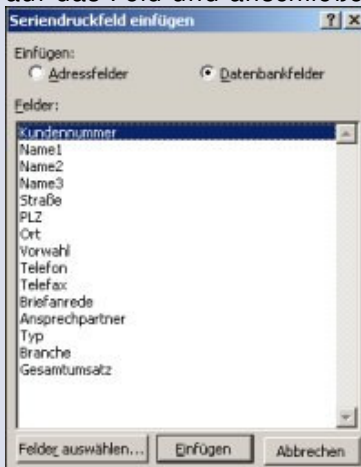 auf das Feld und anschließe
Seriendruckfeld einfügen
Einfügen:
Adressfelder Datenbankfelder
Felder:
Kundennummer
Name1
Name2
Name3
Straße
PLZ
Ort
Vorwahl
Telefon
Telefax
Briefanrede
Ansprechpartner
Typ
Branche
Gesamtumsatz
Felder auswählen... Einfügen Abbrechen